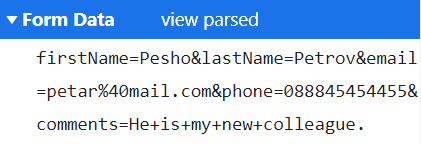 ▼ Form Data view parsed
firstName=Pesho&lastName=Petrov&email
=petar%40mail.com&phone=088845454455&
comments=He+is+my+new+colleague.